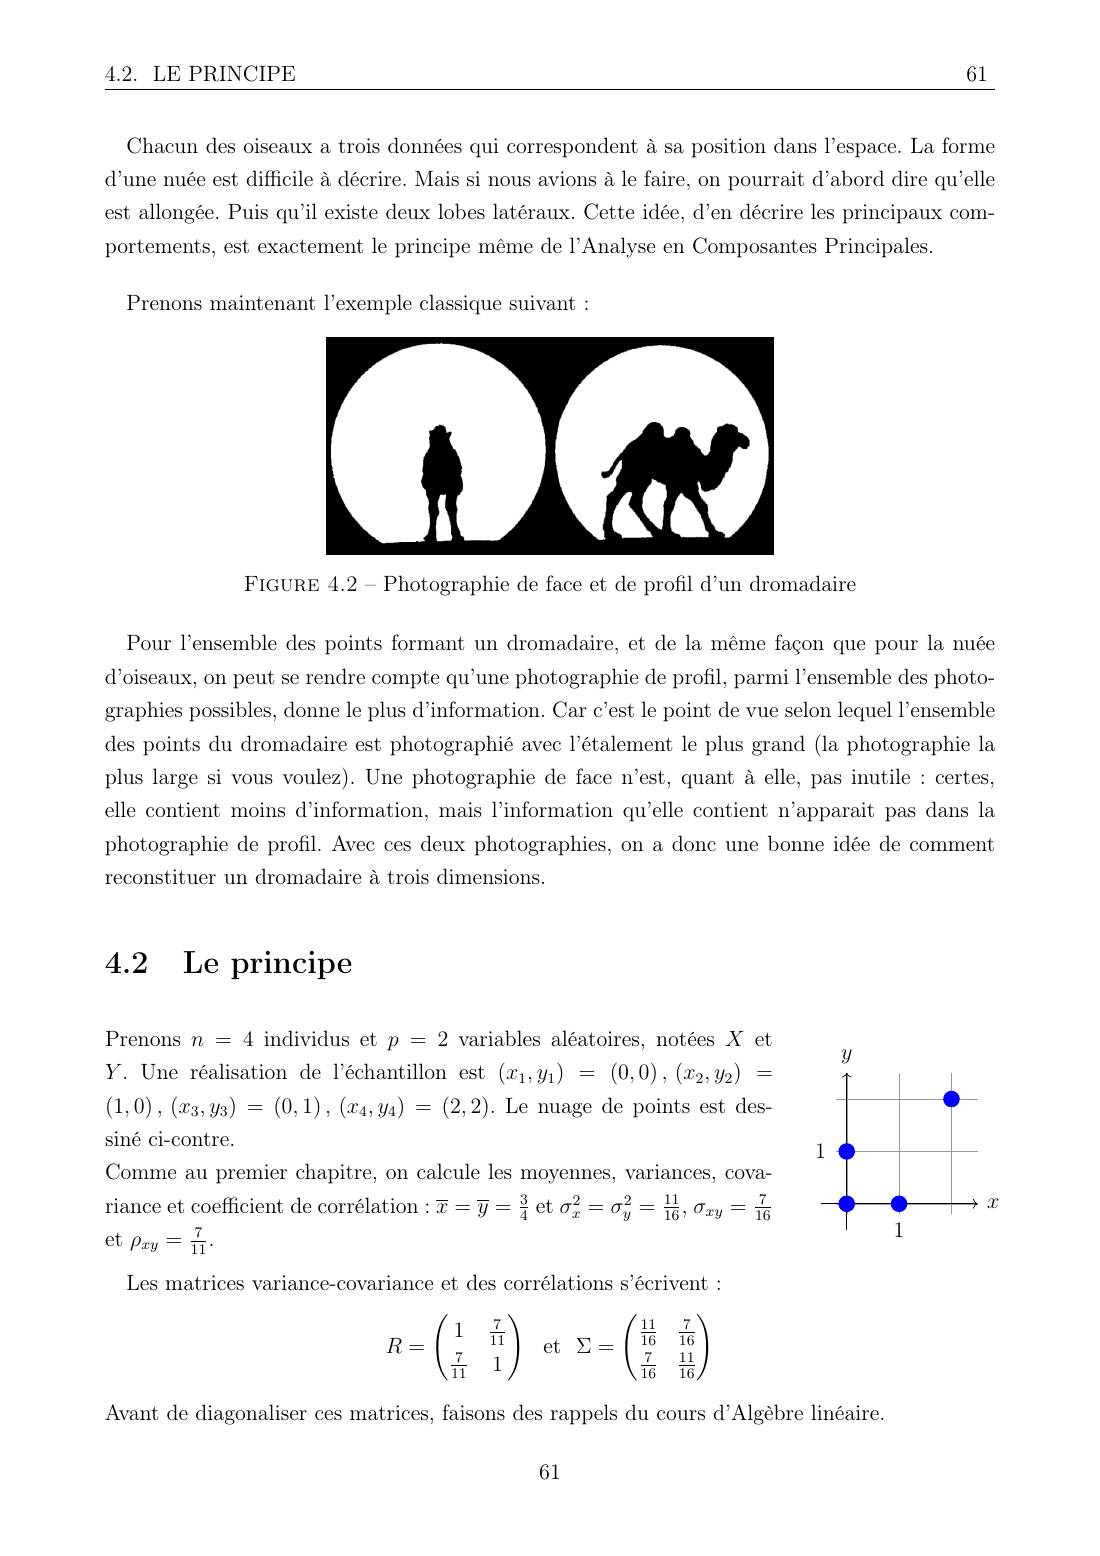 4.2. LE PRINCIPE 61
Chacun des oiseaux a trois données qui correspondent à sa position dans l'espace. La forme
d'une nuée est difficile à décrire. Mais si nous avions à le faire, on pourrait d'abord dire qu'elle
est allongée. Puis qu'il existe deux lobes latéraux. Cette idée, d'en décrire les principaux com-
portements, est exactement le principe même de l'Analyse en Composantes Principales.
Prenons maintenant l'exemple classique suivant :
FIGURE 4.2 – Photographie de face et de profil d'un dromadaire
Pour l'ensemble des points formant un dromadaire, et de la même façon que pour la nuée
d'oiseaux, on peut se rendre compte qu'une photographie de profil, parmi l'ensemble des photo-
graphies possibles, donne le plus d'information. Car c'est le point de vue selon lequel l'ensemble
des points du dromadaire est photographié avec l'étalement le plus grand (la photographie la
plus large si vous voulez). Une photographie de face n'est, quant à elle, pas inutile : certes,
elle contient moins d'information, mais l'information qu'elle contient n'apparait pas dans la
photographie de profil. Avec ces deux photographies, on a donc une bonne idée de comment
reconstituer un dromadaire à trois dimensions.
4.2 Le principe
Prenons n = 4 individus et p = 2 variables aléatoires, notées X et
Y. Une réalisation de l'échantillon est (x₁, y₁) = (0, 0) , (x₂, y₂) =
(1, 0) , (x₃, y₃) = (0, 1) , (x₄, y₄) = (2, 2). Le nuage de points est des-
siné ci-contre.
Comme au premier chapitre, on calcule les moyennes, variances, cova-
riance et coefficient de corrélation : x̅ = y̅ = 3/4 et σ²ₓ = σ²_y = 11/16, σ_xy = 7/16
et ρ_xy = 7/11.
y
1
x
1
Les matrices variance-covariance et des corrélations s'écrivent :
R = (1 7/11 ; 7/11 1) et Σ = (11/16 7/16 ; 7/16 11/16)
Avant de diagonaliser ces matrices, faisons des rappels du cours d'Algèbre linéaire.
61